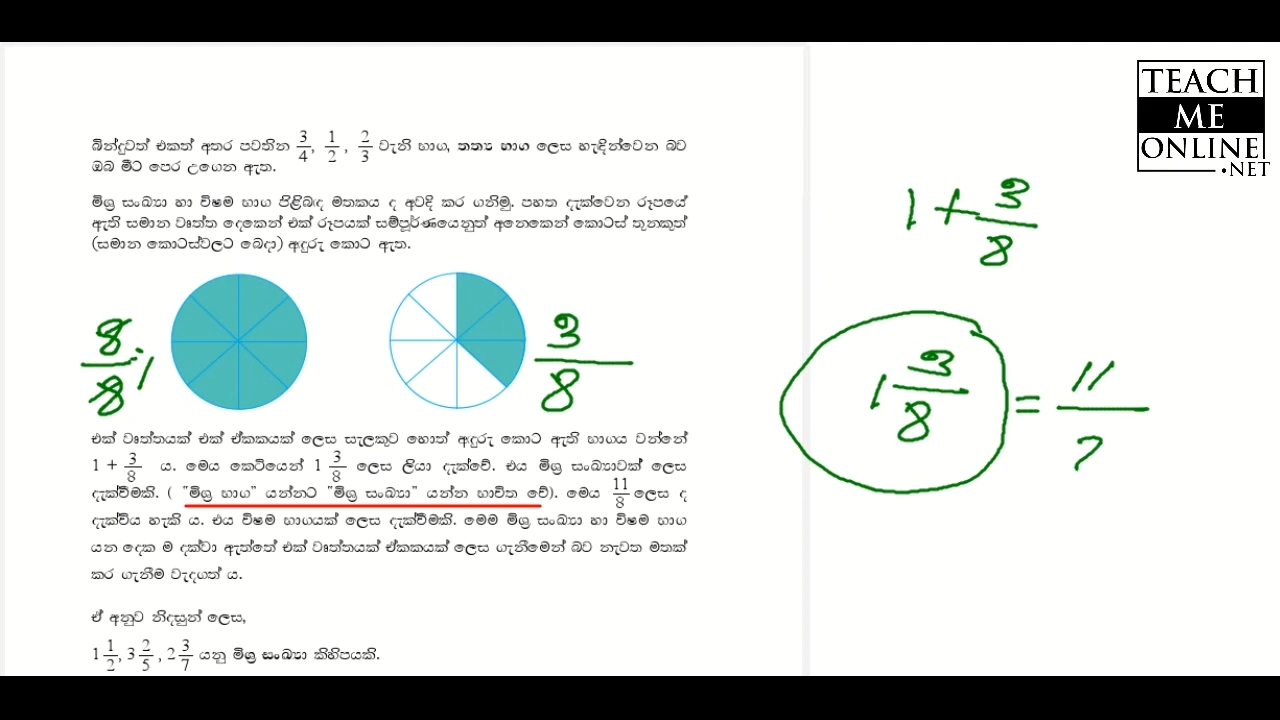 බින්දුවත් එකත් අතර පවතින 3/4, 1/2, 2/3 වැනි භාග, තත්‍ය භාග ලෙස හැඳින්වෙන බව
ඔබ මීට පෙර උගෙන ඇත.
මිශ්‍ර සංඛ්‍යා හා විෂම භාග පිළිබඳ මතකය ද අවදි කර ගනිමු. පහත දැක්වෙන රූපයේ
ඇති සමාන වෘත්ත දෙකෙන් එක් රූපයක් සම්පූර්ණයෙනුත් අනෙකෙන් කොටස් තුනකුත්
(සමාන කොටස්වලට බෙදා) අඳුරු කොට ඇත.
8/8 = 1
3/8
එක් වෘත්තයක් එක් ඒකකයක් ලෙස සැලකුව හොත් අඳුරු කොට ඇති භාගය වන්නේ
1 + 3/8 ය. මෙය කෙටියෙන් 1 3/8 ලෙස ලියා දැක්වේ. එය මිශ්‍ර සංඛ්‍යාවක් ලෙස
දැක්වීමකි. ( "මිශ්‍ර භාග" යන්නට "මිශ්‍ර සංඛ්‍යා" යන්න භාවිත වේ). මෙය 11/8 ලෙස ද
දැක්විය හැකි ය. එය විෂම භාගයක් ලෙස දැක්වීමකි. මෙම මිශ්‍ර සංඛ්‍යා හා විෂම භාග
යන දෙක ම දක්වා ඇත්තේ එක් වෘත්තයක් ඒකකයක් ලෙස ගැනීමෙන් බව නැවත මතක්
කර ගැනීම වැදගත් ය.
ඒ අනුව නිදසුන් ලෙස,
1 1/2, 3 2/5, 2 3/7 යනු මිශ්‍ර සංඛ්‍යා කිහිපයකි.
TEACH
ME
ONLINE
.NET
1 + 3/8
1 3/8 = 11/